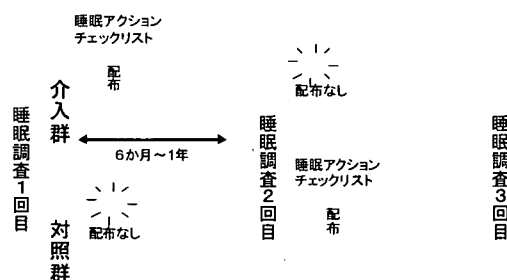 睡眠アクション
チェックリスト
配布
配布なし
介入群
睡眠調査1回目
6か月～1年
睡眠調査2回目
睡眠アクション
チェックリスト
配布
睡眠調査3回目
配布なし
対照群